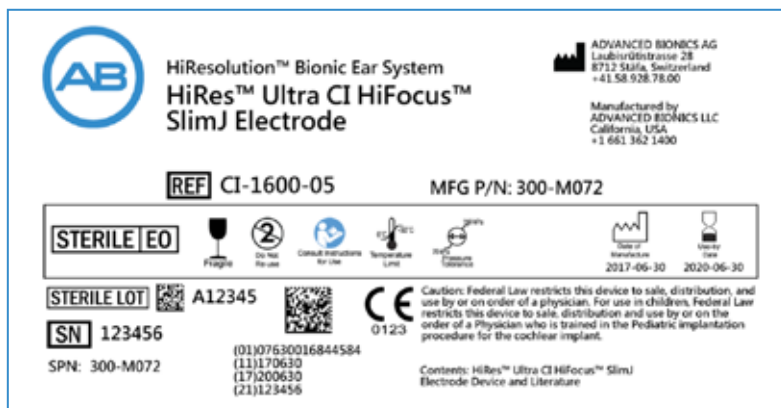 AB
HiResolution™ Bionic Ear System
HiRes™ Ultra CI HiFocus™
SlimJ Electrode
ADVANCED BIONICS AG
Laubisrütistrasse 28
8712 Stäfa, Switzerland
+41.58.928.78.00
Manufactured by
ADVANCED BIONICS LLC
California, USA
+1 661 362 1400
REF CI-1600-05
MFG P/N: 300-M072
STERILE EO
Fragile
2
Do Not
Re-use
Consult Instructions
for Use
Temperature
Limit
Pressure
Tolerance
Date of
Manufacture
2017-06-30
Use-by
Date
2020-06-30
STERILE LOT A12345
SN 123456
SPN: 300-M072
(01)07630016844584
(11)170630
(17)200630
(21)123456
CE
0123
Caution: Federal Law restricts this device to sale, distribution, and
use by or on order of a physician. For use in children, Federal Law
restricts this device to sale, distribution and use by or on the
order of a Physician who is trained in the Pediatric implantation
procedure for the cochlear implant.
Contents: HiRes™ Ultra CI HiFocus™ SlimJ
Electrode Device and Literature